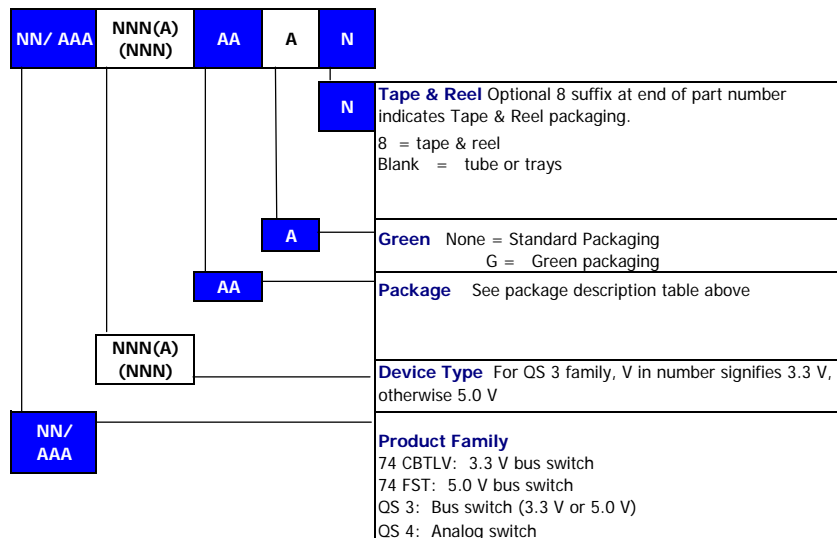 NN/ AAA NNN(A) AA A N
(NNN)
N
Tape & Reel Optional 8 suffix at end of part number
indicates Tape & Reel packaging.
8 = tape & reel
Blank = tube or trays
A
Green None = Standard Packaging
G = Green packaging
AA
Package See package description table above
NNN(A)
(NNN)
Device Type For QS 3 family, V in number signifies 3.3 V,
otherwise 5.0 V
NN/
AAA
Product Family
74 CBTLV: 3.3 V bus switch
74 FST: 5.0 V bus switch
QS 3: Bus switch (3.3 V or 5.0 V)
QS 4: Analog switch